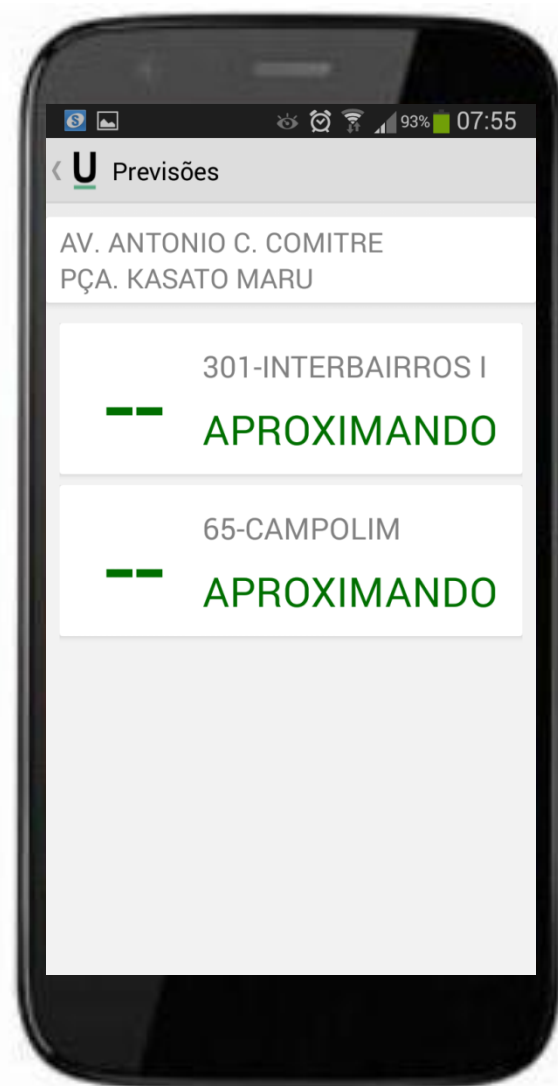 93% 07:55
U Previsões
AV. ANTONIO C. COMITRE
PÇA. KASATO MARU
301-INTERBAIRROS I
-- APROXIMANDO
65-CAMPOLIM
-- APROXIMANDO